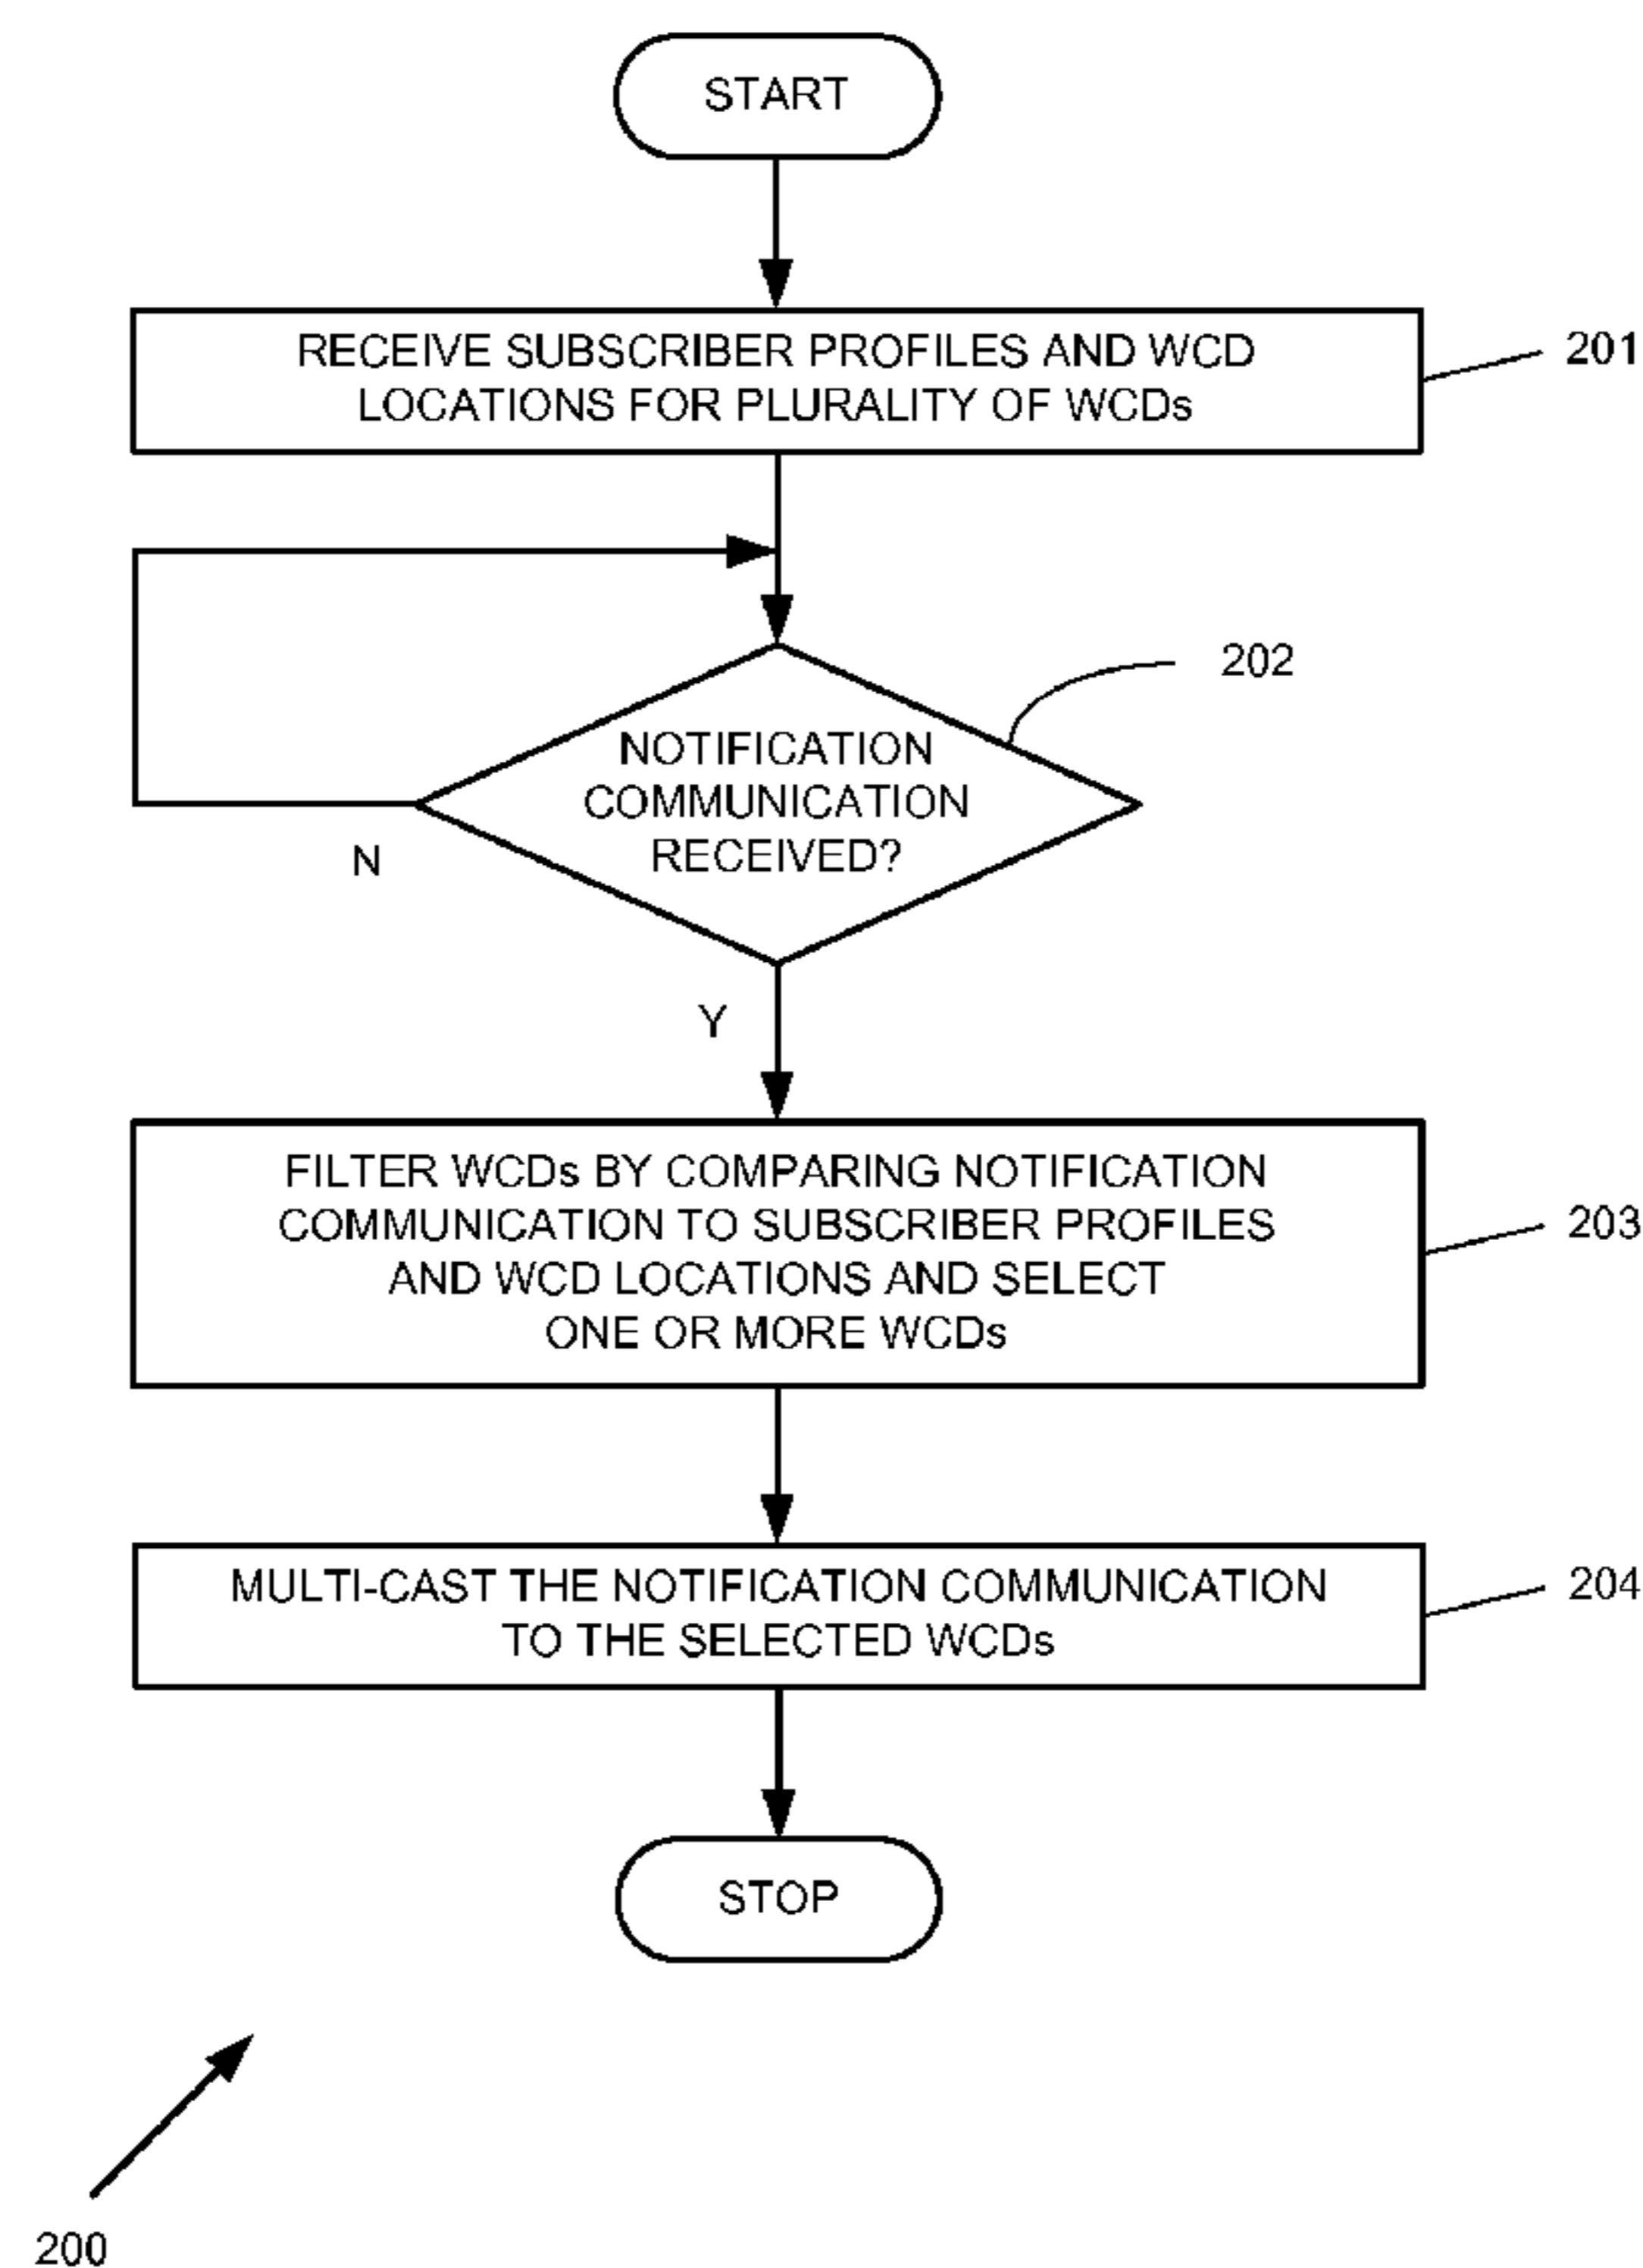 START
RECEIVE SUBSCRIBER PROFILES AND WCD
LOCATIONS FOR PLURALITY OF WCDs
201
202
NOTIFICATION
COMMUNICATION
RECEIVED?
N
Y
FILTER WCDs BY COMPARING NOTIFICATION
COMMUNICATION TO SUBSCRIBER PROFILES
AND WCD LOCATIONS AND SELECT
ONE OR MORE WCDs
203
MULTI-CAST THE NOTIFICATION COMMUNICATION
TO THE SELECTED WCDs
204
STOP
200